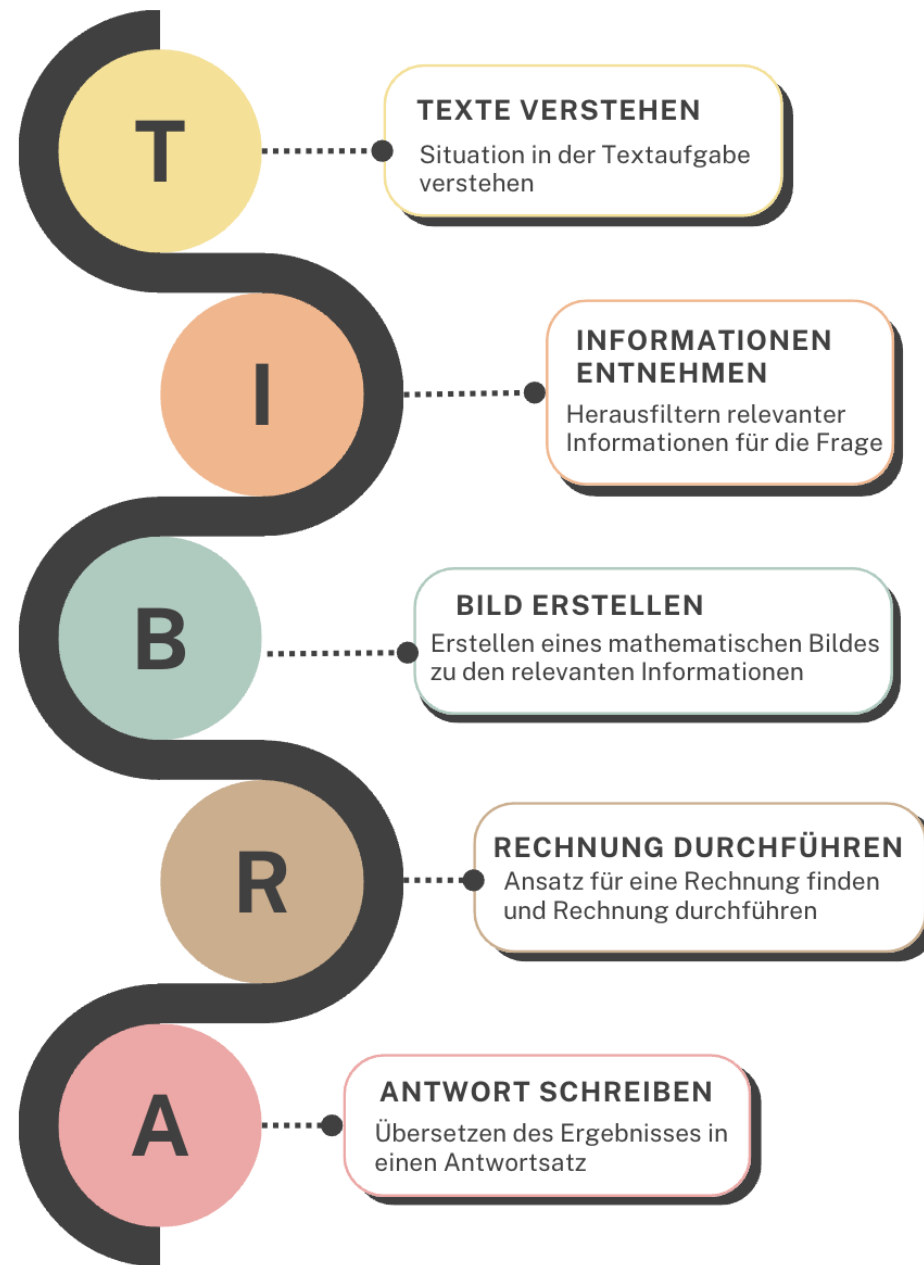 T
TEXTE VERSTEHEN
Situation in der Textaufgabe
verstehen
I
INFORMATIONEN
ENTNEHMEN
Herausfiltern relevanter
Informationen für die Frage
B
BILD ERSTELLEN
Erstellen eines mathematischen Bildes
zu den relevanten Informationen
R
RECHNUNG DURCHFÜHREN
Ansatz für eine Rechnung finden
und Rechnung durchführen
A
ANTWORT SCHREIBEN
Übersetzen des Ergebnisses in
einen Antwortsatz